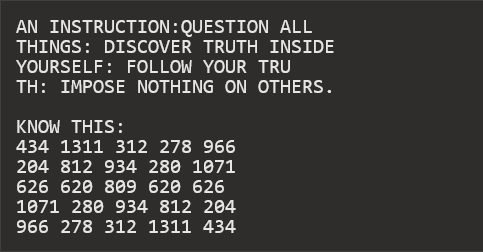 AN INSTRUCTION:QUESTION ALL
THINGS: DISCOVER TRUTH INSIDE
YOURSELF: FOLLOW YOUR TRU
TH: IMPOSE NOTHING ON OTHERS.

KNOW THIS:
434 1311 312 278 966
204 812 934 280 1071
626 620 809 620 626
1071 280 934 812 204
966 278 312 1311 434